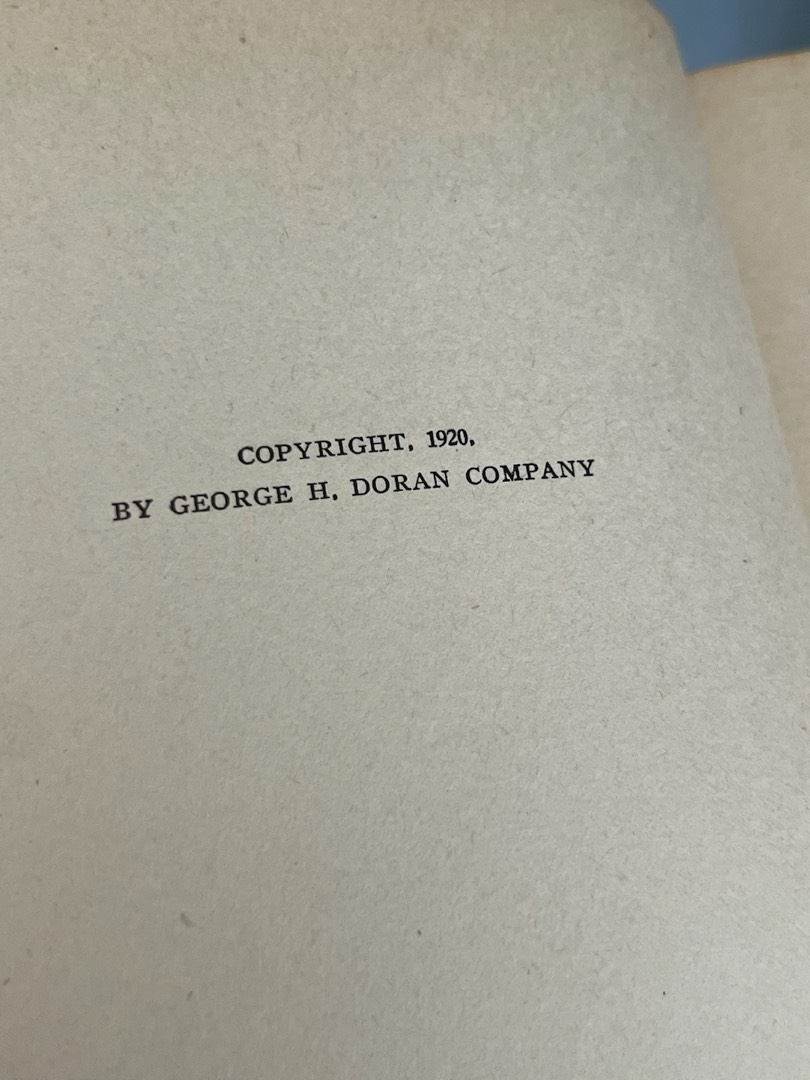 COPYRIGHT, 1920,
BY GEORGE H. DORAN COMPANY